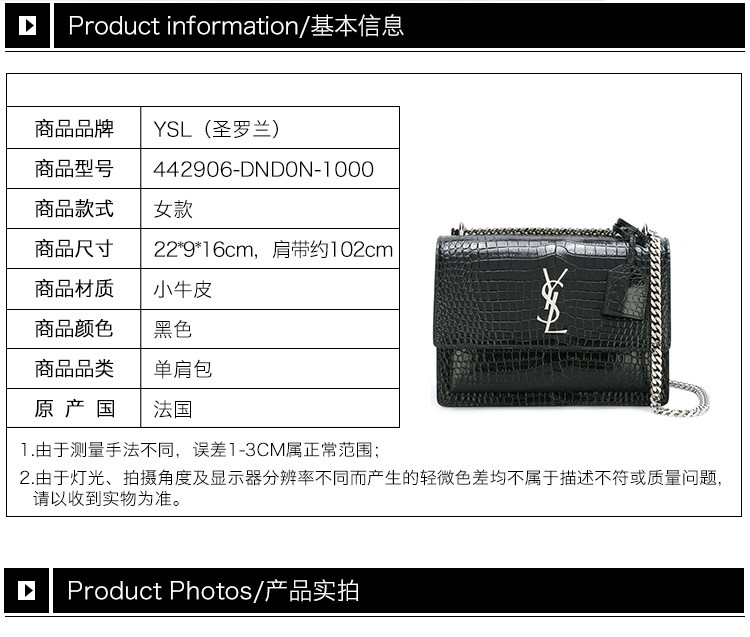 Product information/基本信息
商品品牌 YSL（圣罗兰）
商品型号 442906-DND0N-1000
商品款式 女款
商品尺寸 22*9*16cm，肩带约102cm
商品材质 小牛皮
商品颜色 黑色
商品品类 单肩包
原 产 国 法国
YSL
1.由于测量手法不同，误差1-3CM属正常范围；
2.由于灯光、拍摄角度及显示器分辨率不同而产生的轻微色差均不属于描述不符或质量问题，
请以收到实物为准。
Product Photos/产品实拍